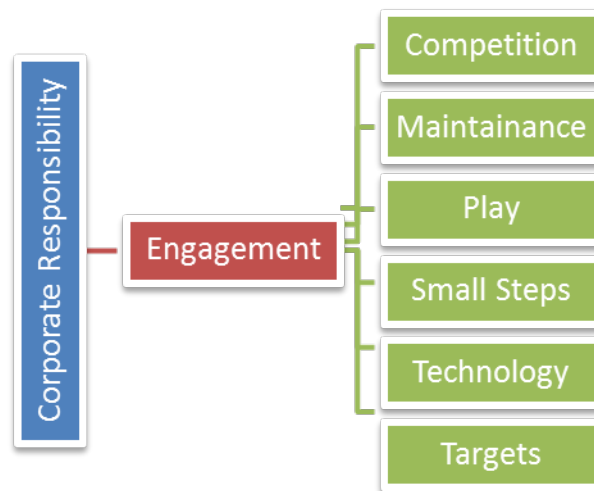 Corporate Responsibility
Engagement
Competition
Maintainance
Play
Small Steps
Technology
Targets